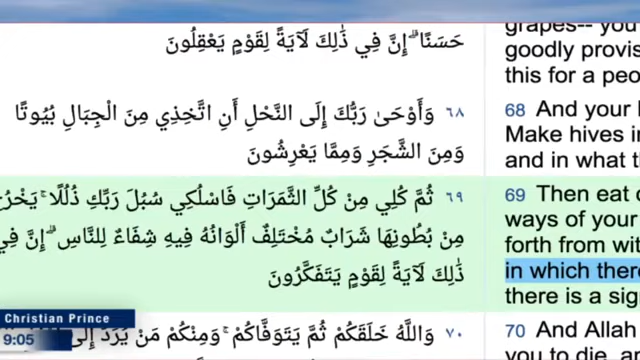 حَسَنًا ۗ إِنَّ فِي ذَٰلِكَ لَآيَةً لِقَوْمٍ يَعْقِلُونَ
٦٨ وَأَوْحَىٰ رَبُّكَ إِلَى النَّحْلِ أَنِ اتَّخِذِي مِنَ الْجِبَالِ بُيُوتًا
وَمِنَ الشَّجَرِ وَمِمَّا يَعْرِشُونَ
٦٩ ثُمَّ كُلِي مِنْ كُلِّ الثَّمَرَاتِ فَاسْلُكِي سُبُلَ رَبِّكِ ذُلُلًا ۚ
مِنْ بُطُونِهَا شَرَابٌ مُخْتَلِفٌ أَلْوَانُهُ فِيهِ شِفَاءٌ لِلنَّاسِ ۗ إِنَّ فِي
ذَٰلِكَ لَآيَةً لِقَوْمٍ يَتَفَكَّرُونَ
٧٠ وَاللَّهُ خَلَقَكُمْ ثُمَّ يَتَوَفَّاكُمْ ۚ وَمِنْكُمْ مَنْ يُرَدُّ
grapes-- you
goodly provis
this for a peo
68 And your
Make hives in
and in what t
69 Then eat
ways of your
forth from wit
in which there
there is a sig
70 And Allah
you to die, an
Christian Prince
9:05